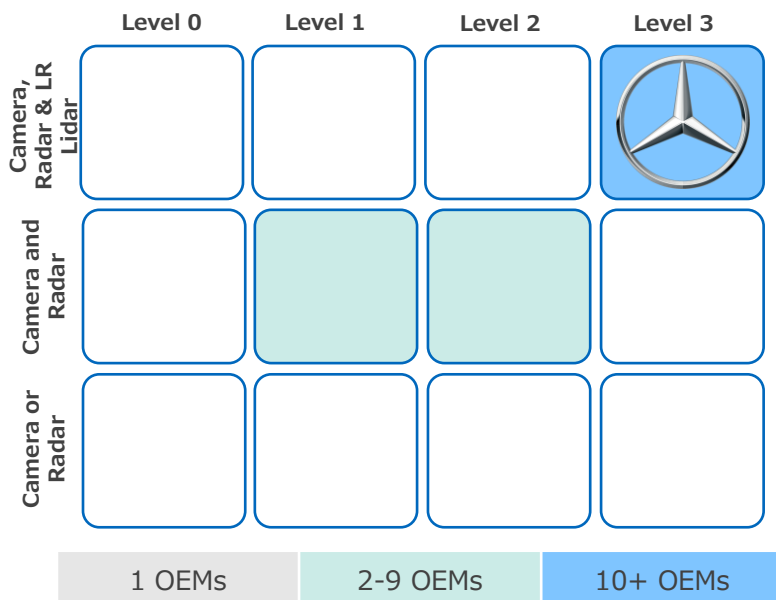 Level 0
Level 1
Level 2
Level 3
Camera,
Radar & LR
Lidar
Camera and
Radar
Camera or
Radar
1 OEMs
2-9 OEMs
10+ OEMs